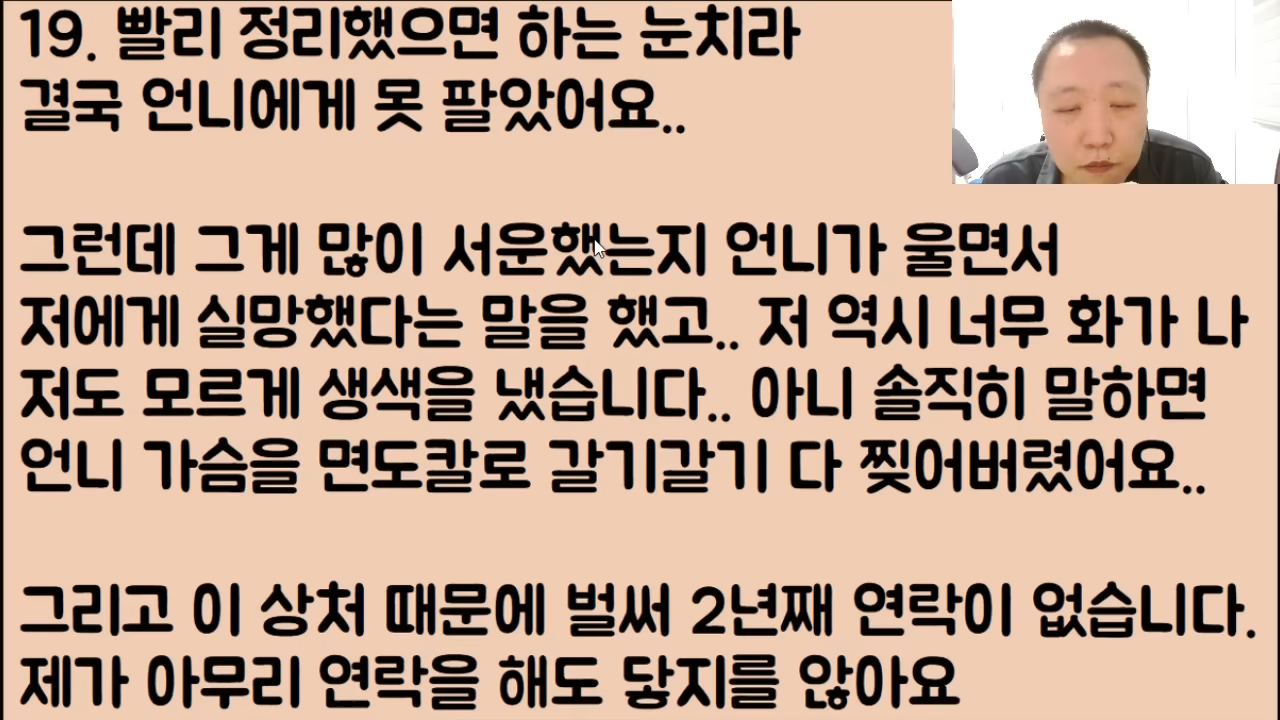 19. 빨리 정리했으면 하는 눈치라
결국 언니에게 못 팔았어요..
그런데 그게 많이 서운했는지 언니가 울면서
저에게 실망했다는 말을 했고.. 저 역시 너무 화가 나
저도 모르게 생색을 냈습니다.. 아니 솔직히 말하면
언니 가슴을 면도칼로 갈기갈기 다 찢어버렸어요..
그리고 이 상처 때문에 벌써 2년째 연락이 없습니다.
제가 아무리 연락을 해도 닿지를 않아요